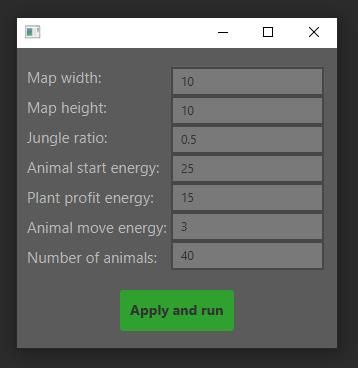 Map width: 10
Map height: 10
Jungle ratio: 0.5
Animal start energy: 25
Plant profit energy: 15
Animal move energy: 3
Number of animals: 40
Apply and run